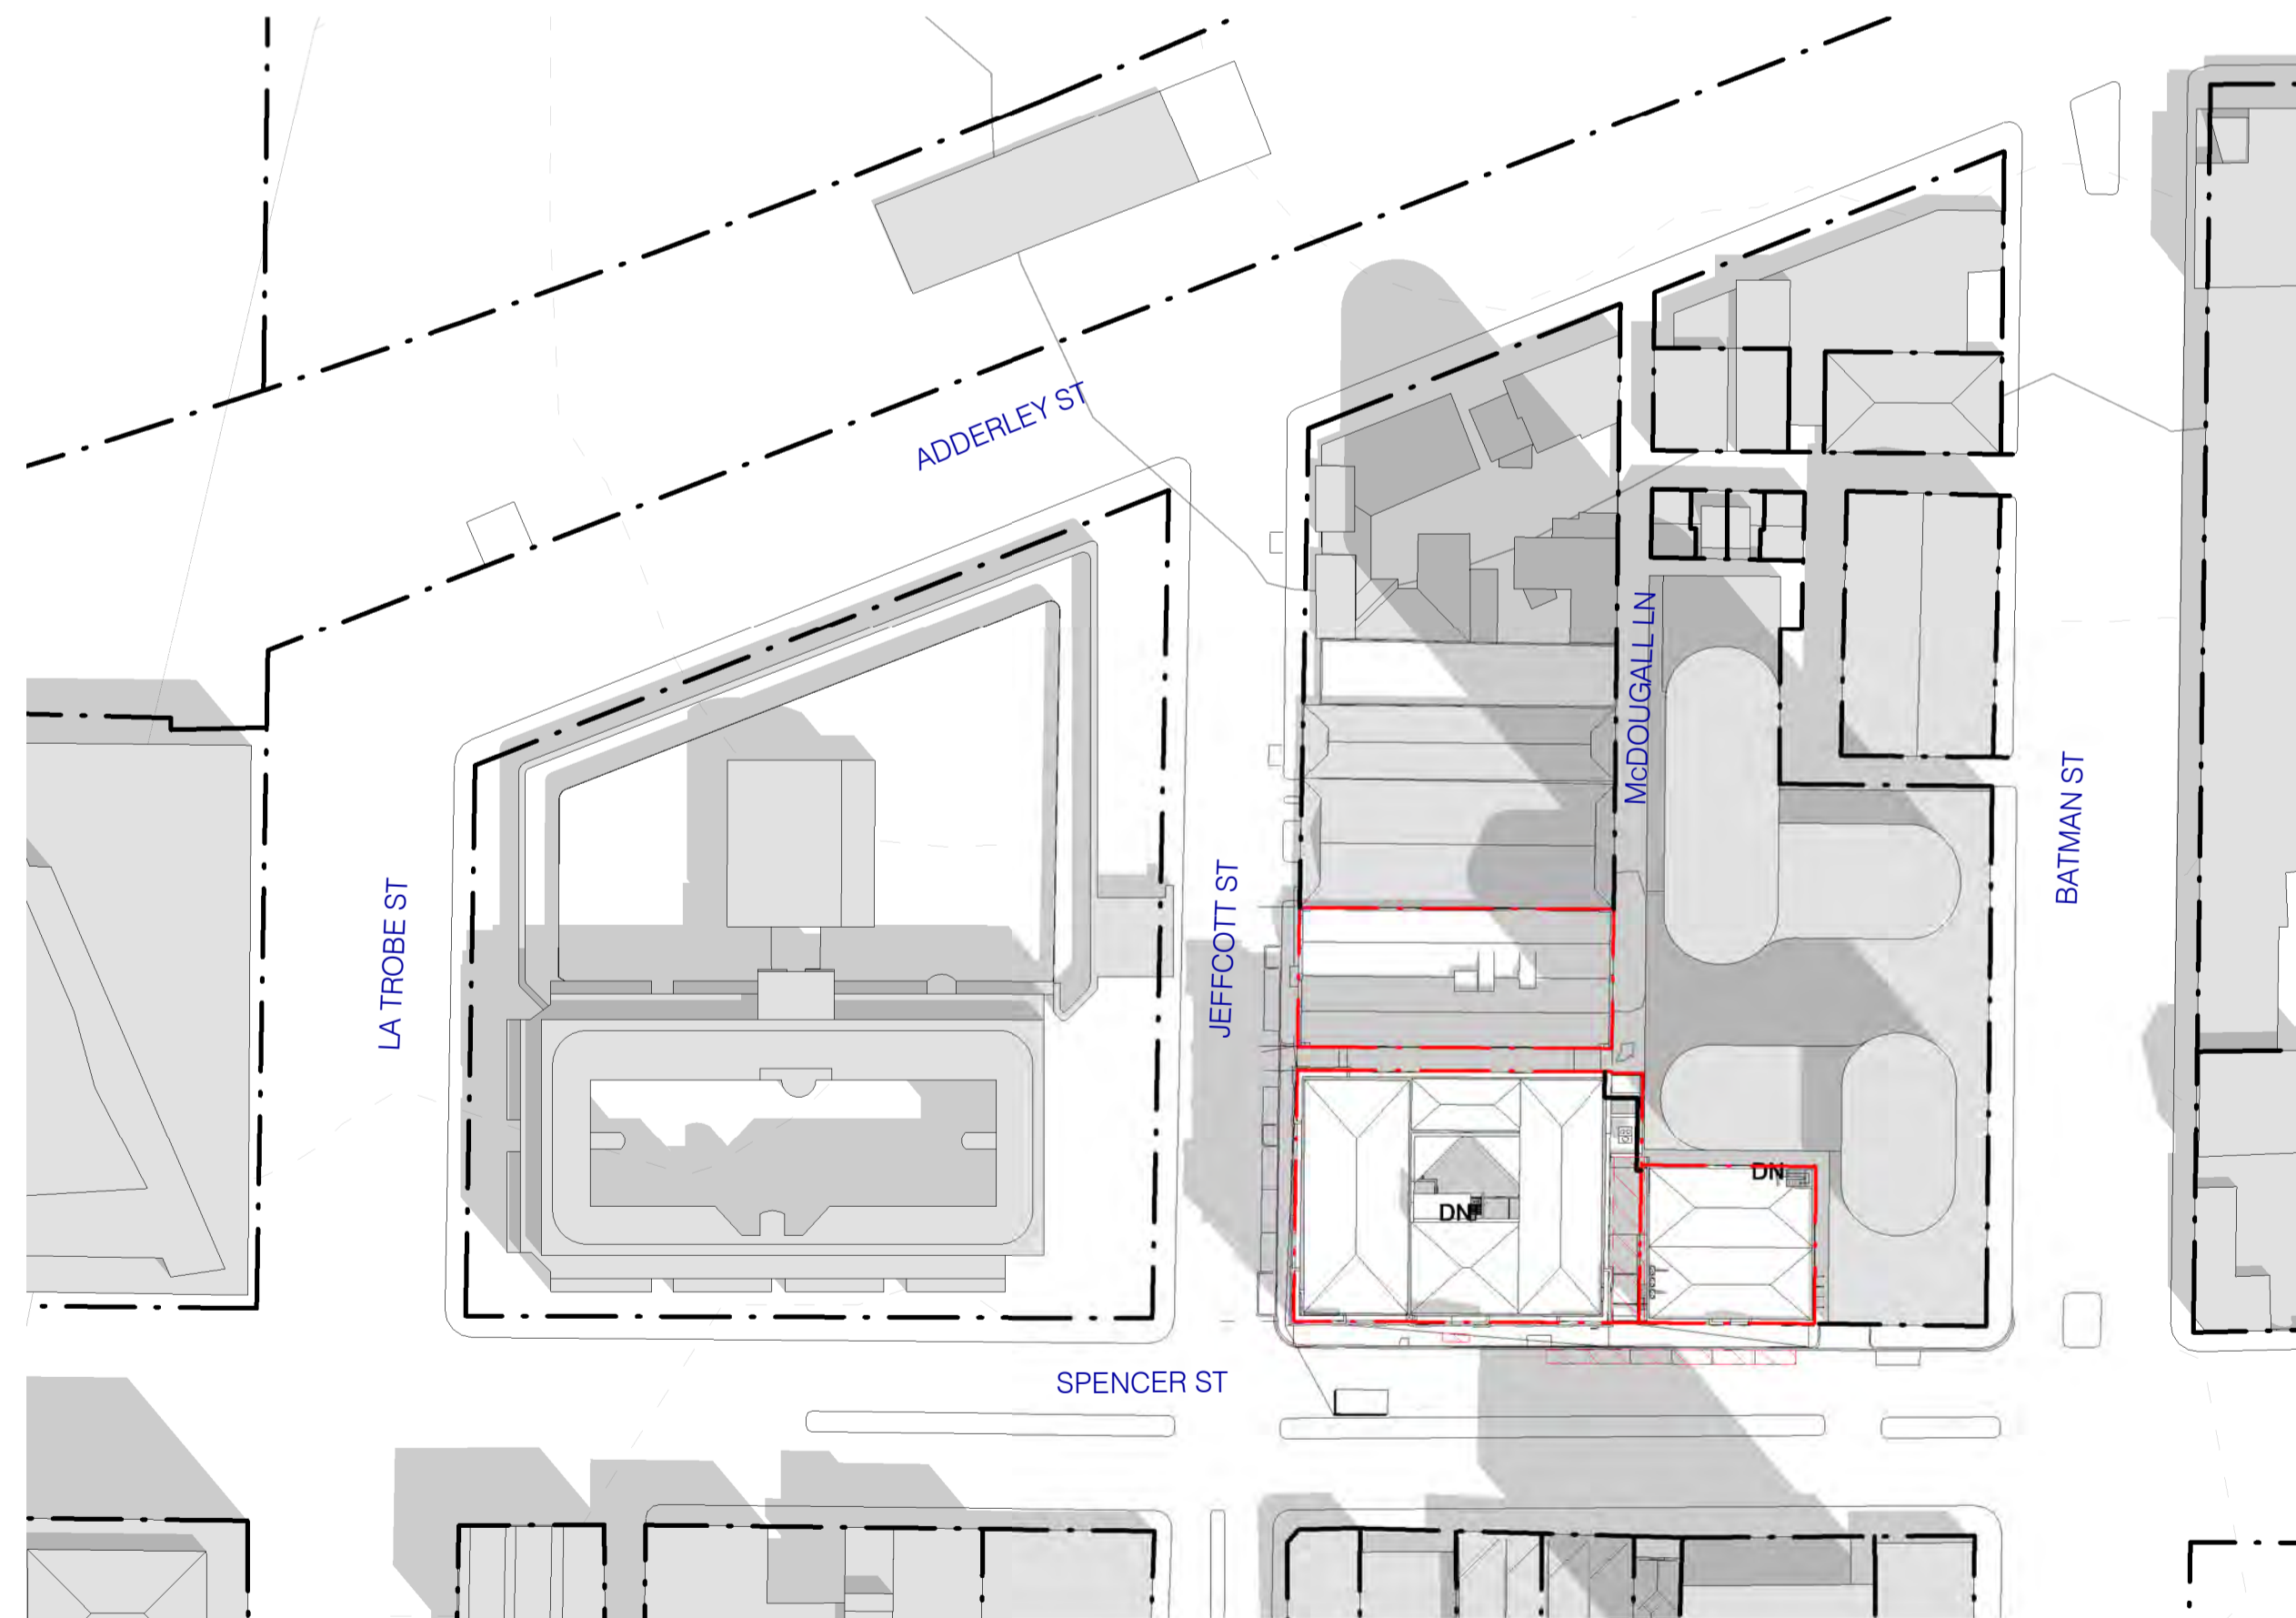 ADDERLEY ST
McDOUGALL LN
BATMAN ST
LA TROBE ST
JEFFCOTT ST
DN
DN
SPENCER ST